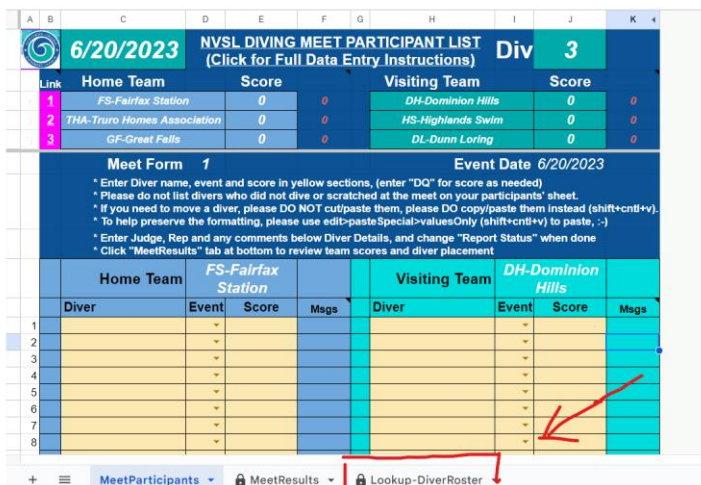 A B C D E F G H I J K
6/20/2023 NVSL DIVING MEET PARTICIPANT LIST Div 3
(Click for Full Data Entry Instructions)
Link Home Team Score Visiting Team Score
1 FS-Fairfax Station 0 0 DH-Dominion Hills 0 0
2 THA-Truro Homes Association 0 0 HS-Highlands Swim 0 0
3 GF-Great Falls 0 0 DL-Dunn Loring 0 0
Meet Form 1 Event Date 6/20/2023
* Enter Diver name, event and score in yellow sections, (enter "DQ" for score as needed)
* Please do not list divers who did not dive or scratched at the meet on your participants' sheet.
* If you need to move a diver, please DO NOT cut/paste them, please DO copy/paste them instead (shift+cntl+v).
* To help preserve the formatting, please use edit>pasteSpecial>valuesOnly (shift+cntl+v) to paste, :-)
* Enter Judge, Rep and any comments below Diver Details, and change "Report Status" when done
* Click "MeetResults" tab at bottom to review team scores and diver placement
Home Team FS-Fairfax Station Visiting Team DH-Dominion Hills
Diver Event Score Msgs Diver Event Score Msgs
1
2
3
4
5
6
7
8
MeetParticipants MeetResults Lookup-DiverRoster